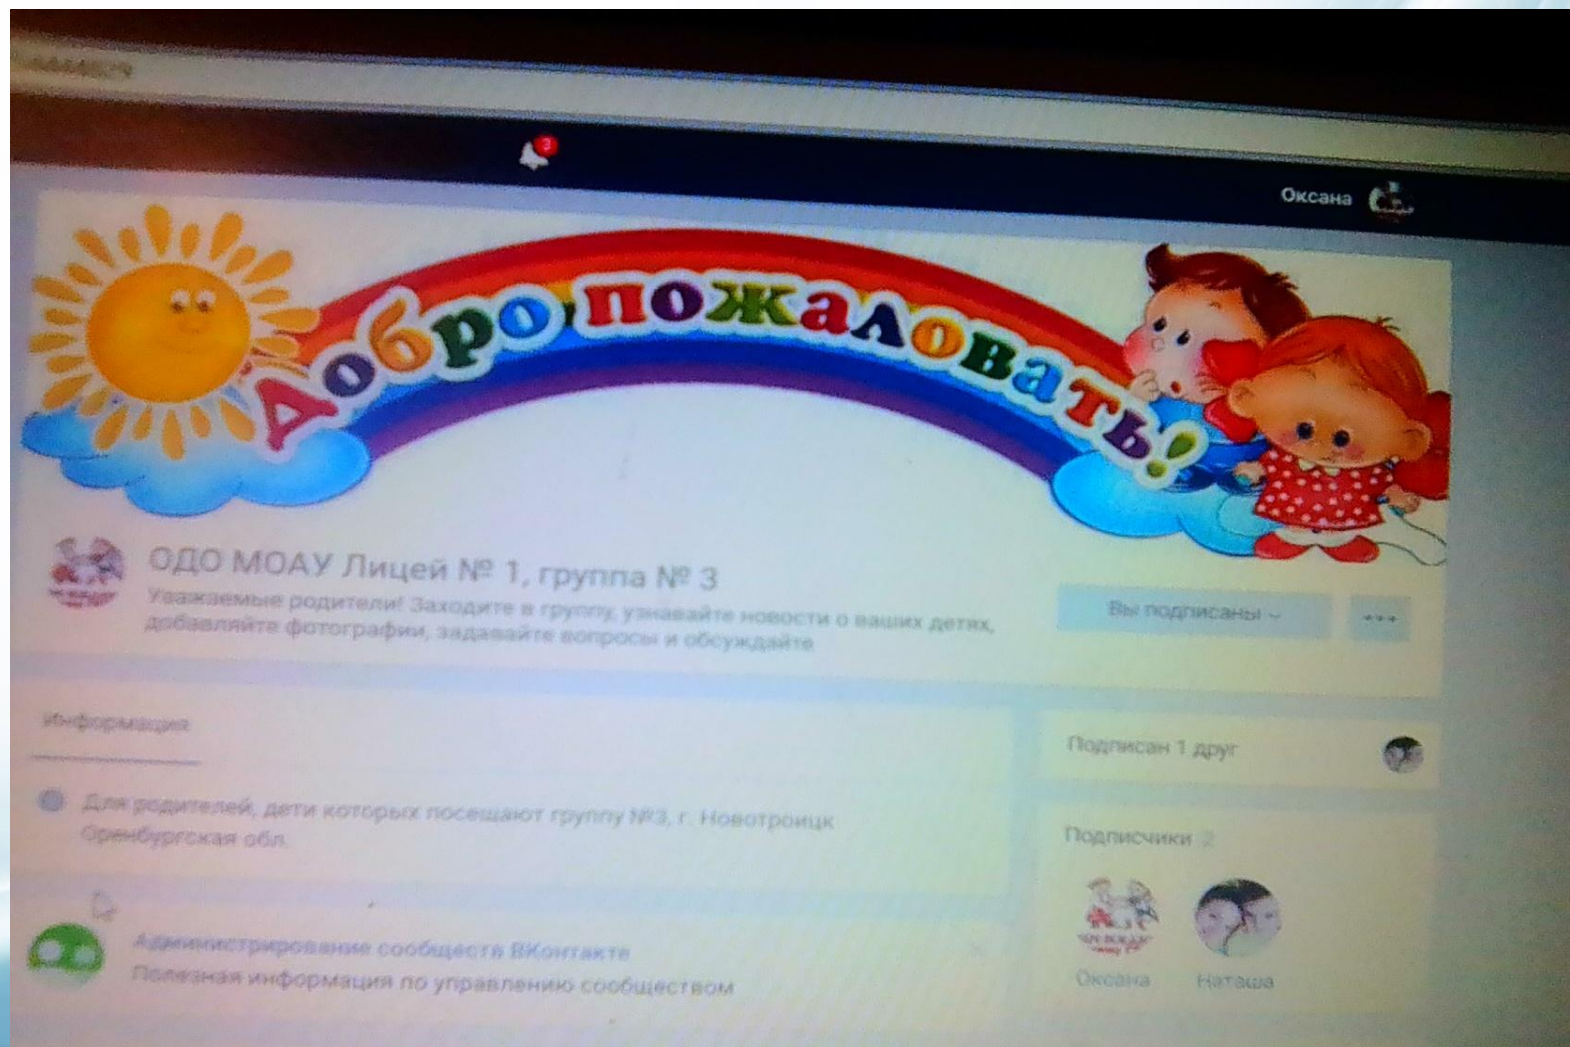 3
Оксана
Добро пожаловать!
ОДО МОАУ Лицей № 1, группа № 3
Уважаемые родители! Заходите в группу, узнавайте новости о ваших детях,
добавляйте фотографии, задавайте вопросы и обсуждайте
Вы подписаны
Информация
Подписан 1 друг
Для родителей, дети которых посещают группу №3, г. Новотроицк
Оренбургская обл.
Подписчики 2
Администрирование сообществ ВКонтакте
Полезная информация по управлению сообществом
Оксана Наташа